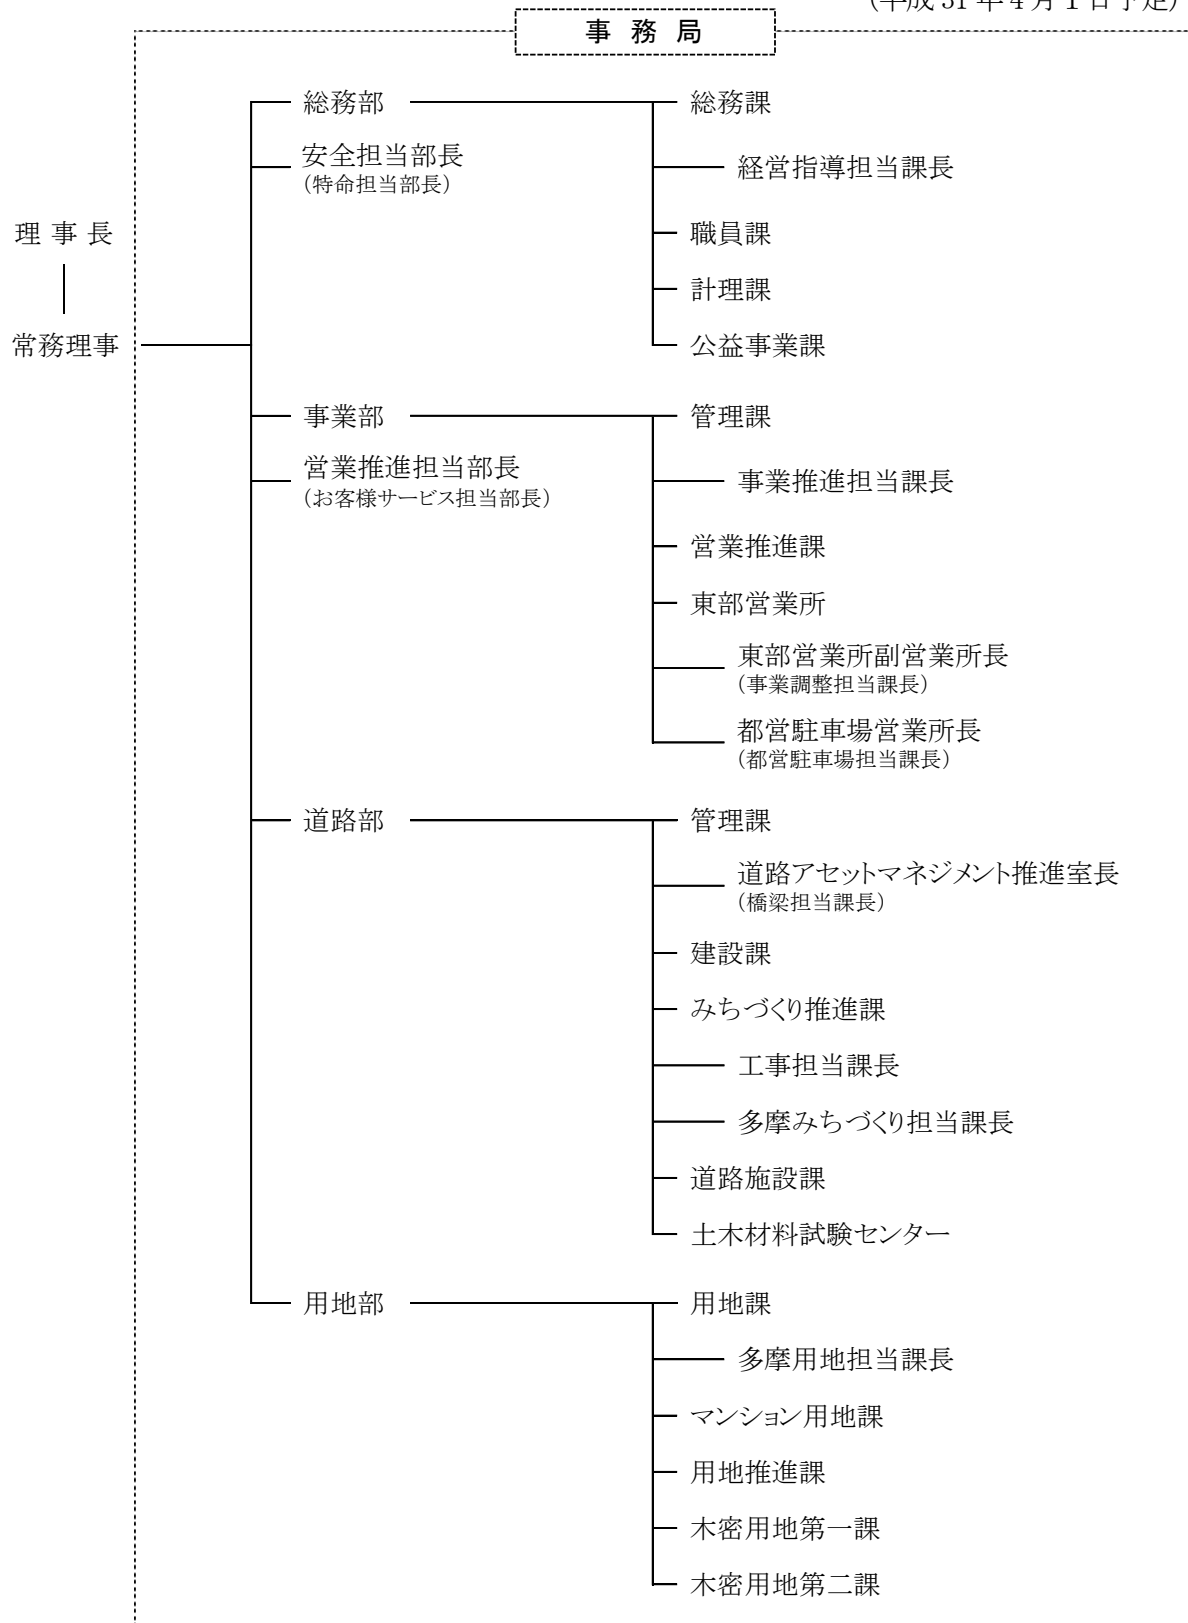 (平成 31 年 4 月 1 日予定)
事 務 局
理 事 長
常務理事
総務部
総務課
安全担当部長
(特命担当部長)
経営指導担当課長
職員課
計理課
公益事業課
事業部
管理課
営業推進担当部長
(お客様サービス担当部長)
事業推進担当課長
営業推進課
東部営業所
東部営業所副営業所長
(事業調整担当課長)
都営駐車場営業所長
(都営駐車場担当課長)
道路部
管理課
道路アセットマネジメント推進室長
(橋梁担当課長)
建設課
みちづくり推進課
工事担当課長
多摩みちづくり担当課長
道路施設課
土木材料試験センター
用地部
用地課
多摩用地担当課長
マンション用地課
用地推進課
木密用地第一課
木密用地第二課